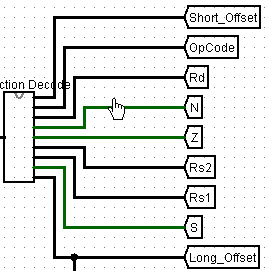 Short_Offset
OpCode
Rd
ction Decode
N
Z
Rs2
Rs1
S
Long_Offset